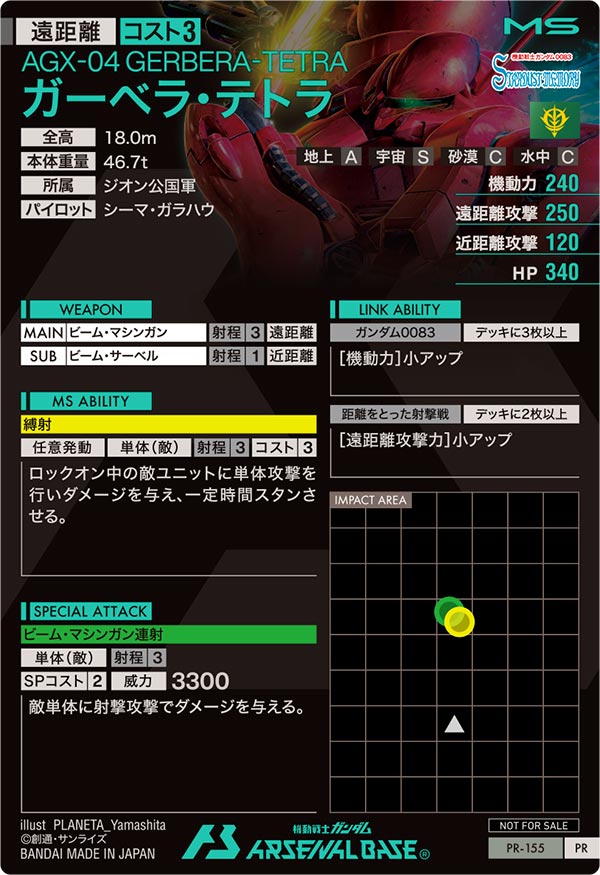 遠距離 コスト3
MS
AGX-04 GERBERA-TETRA
ガーベラ・テトラ
機動戦士ガンダム0083
STARDUST MEMORY
全高 18.0m
本体重量 46.7t
所属 ジオン公国軍
パイロット シーマ・ガラハウ
地上 A 宇宙 S 砂漠 C 水中 C
機動力 240
遠距離攻撃 250
近距離攻撃 120
HP 340
WEAPON
MAIN ビーム・マシンガン 射程 3 遠距離
SUB ビーム・サーベル 射程 1 近距離
MS ABILITY
縛射
任意発動 単体(敵) 射程 3 コスト 3
ロックオン中の敵ユニットに単体攻撃を
行いダメージを与え、一定時間スタンさ
せる。
SPECIAL ATTACK
ビーム・マシンガン連射
単体(敵) 射程 3
SPコスト 2 威力 3300
敵単体に射撃攻撃でダメージを与える。
LINK ABILITY
ガンダム0083 デッキに3枚以上
[機動力]小アップ
距離をとった射撃戦 デッキに2枚以上
[遠距離攻撃力]小アップ
IMPACT AREA
illust PLANETA_Yamashita
©創通・サンライズ
BANDAI MADE IN JAPAN
機動戦士ガンダム
AB ARSENAL BASE®
NOT FOR SALE
PR-155 PR